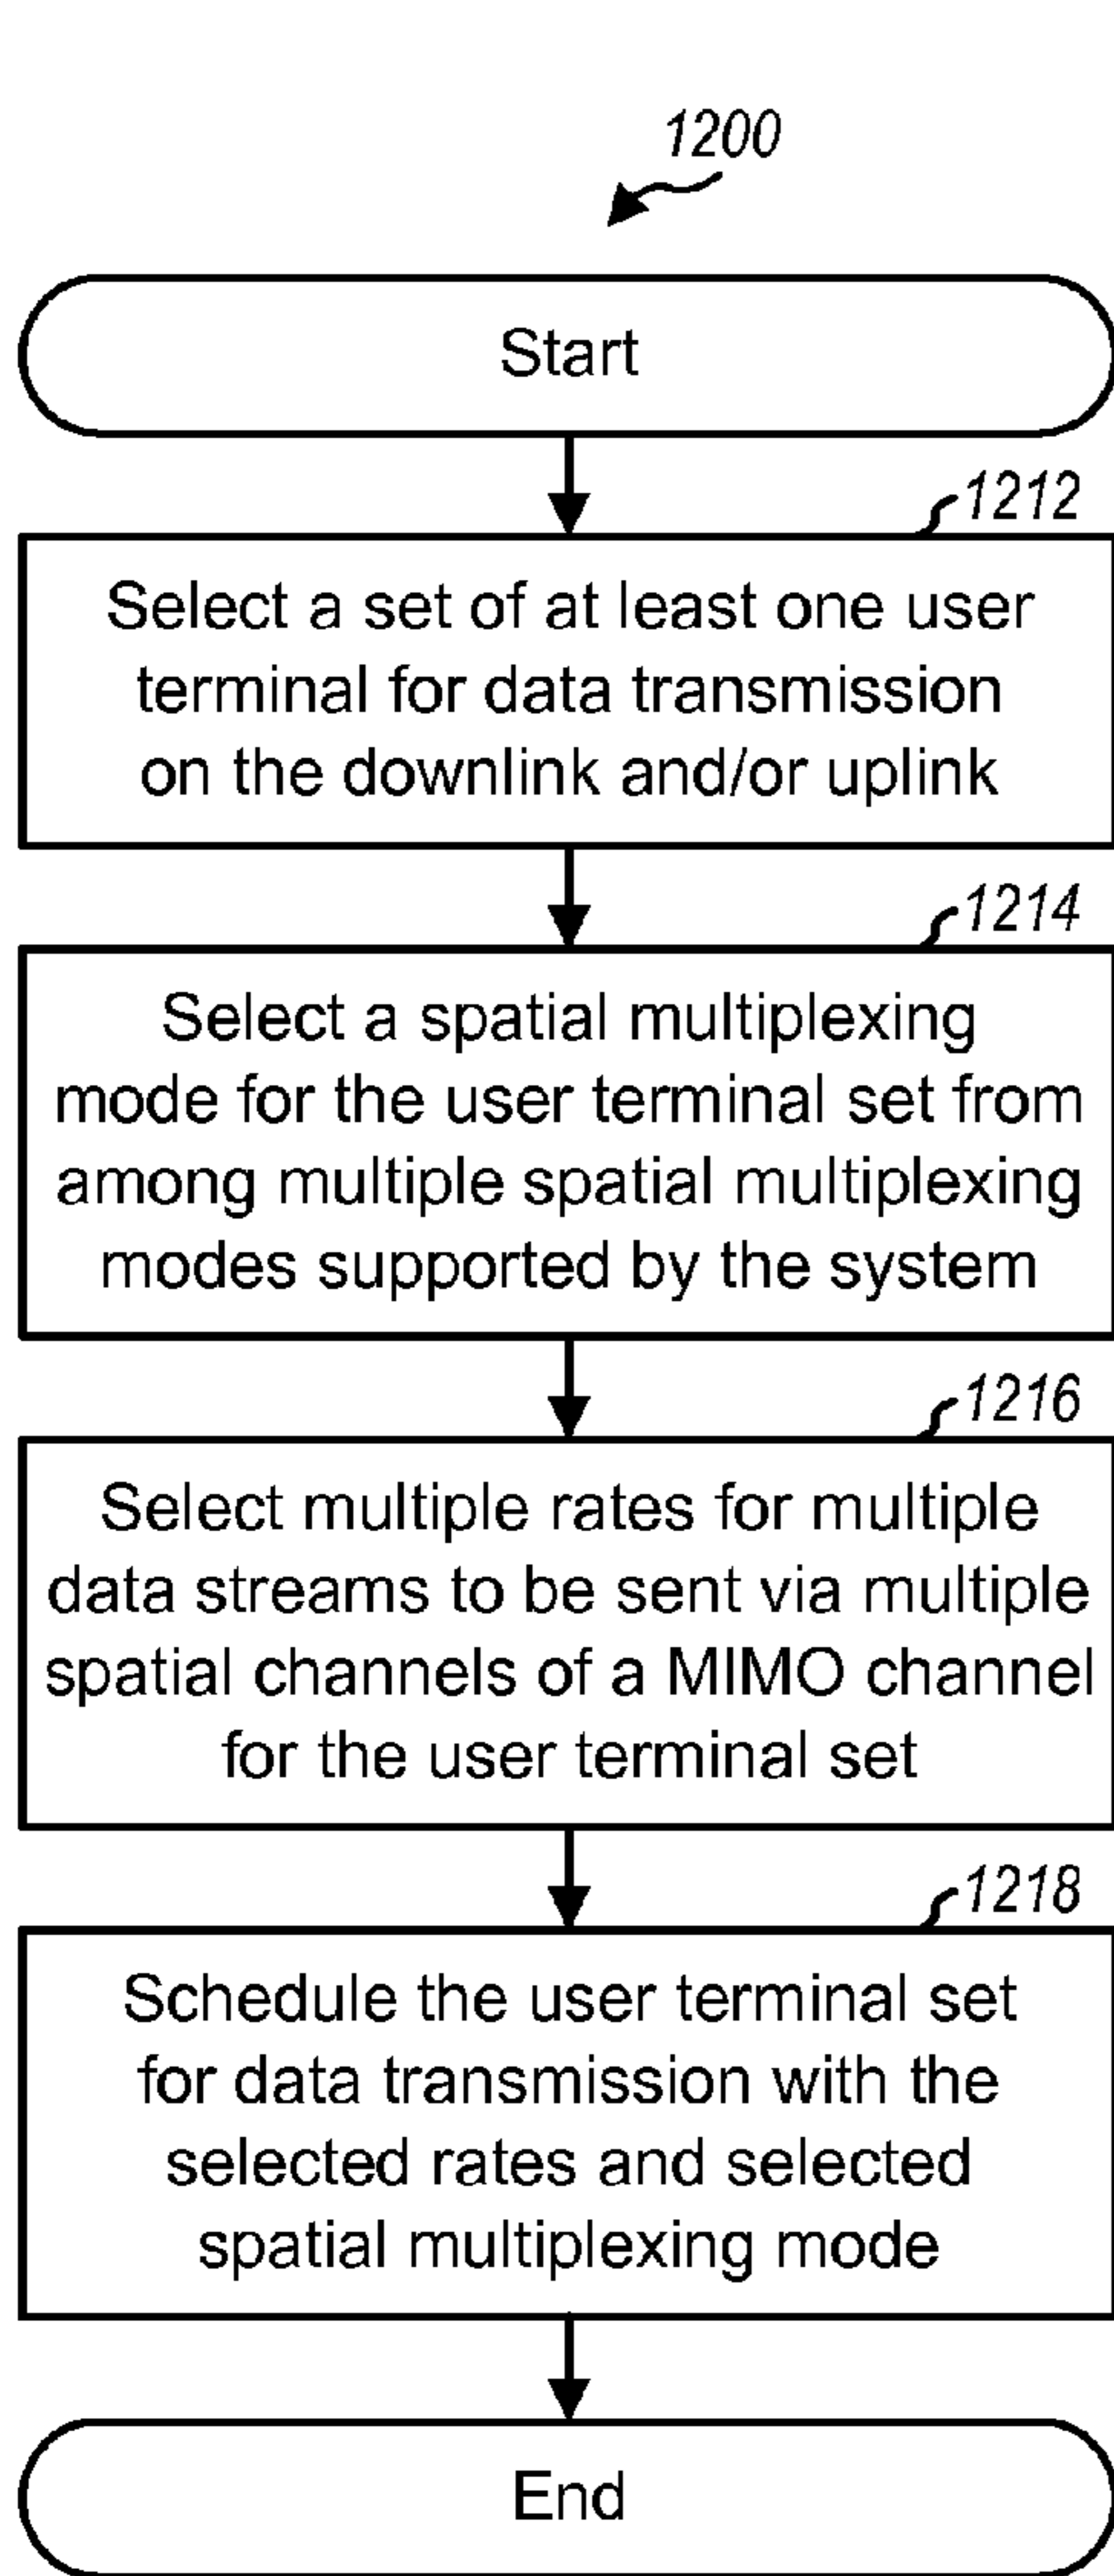 1200
Start
1212
Select a set of at least one user
terminal for data transmission
on the downlink and/or uplink
1214
Select a spatial multiplexing
mode for the user terminal set from
among multiple spatial multiplexing
modes supported by the system
1216
Select multiple rates for multiple
data streams to be sent via multiple
spatial channels of a MIMO channel
for the user terminal set
1218
Schedule the user terminal set
for data transmission with the
selected rates and selected
spatial multiplexing mode
End